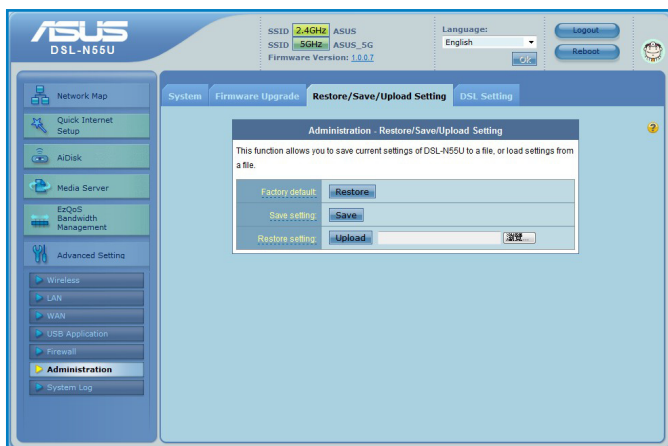 ASUS
DSL-N55U
SSID 2.4GHz ASUS
SSID 5GHz ASUS_5G
Firmware Version: 1.0.0.7
Language:
English
OK
Logout
Reboot
Network Map
Quick Internet
Setup
AiDisk
Media Server
EzQoS
Bandwidth
Management
Advanced Setting
Wireless
LAN
WAN
USB Application
Firewall
Administration
System Log
System Firmware Upgrade Restore/Save/Upload Setting DSL Setting
Administration - Restore/Save/Upload Setting
This function allows you to save current settings of DSL-N55U to a file, or load settings from
a file.
Factory default: Restore
Save setting: Save
Restore setting: Upload 瀏覽...
?